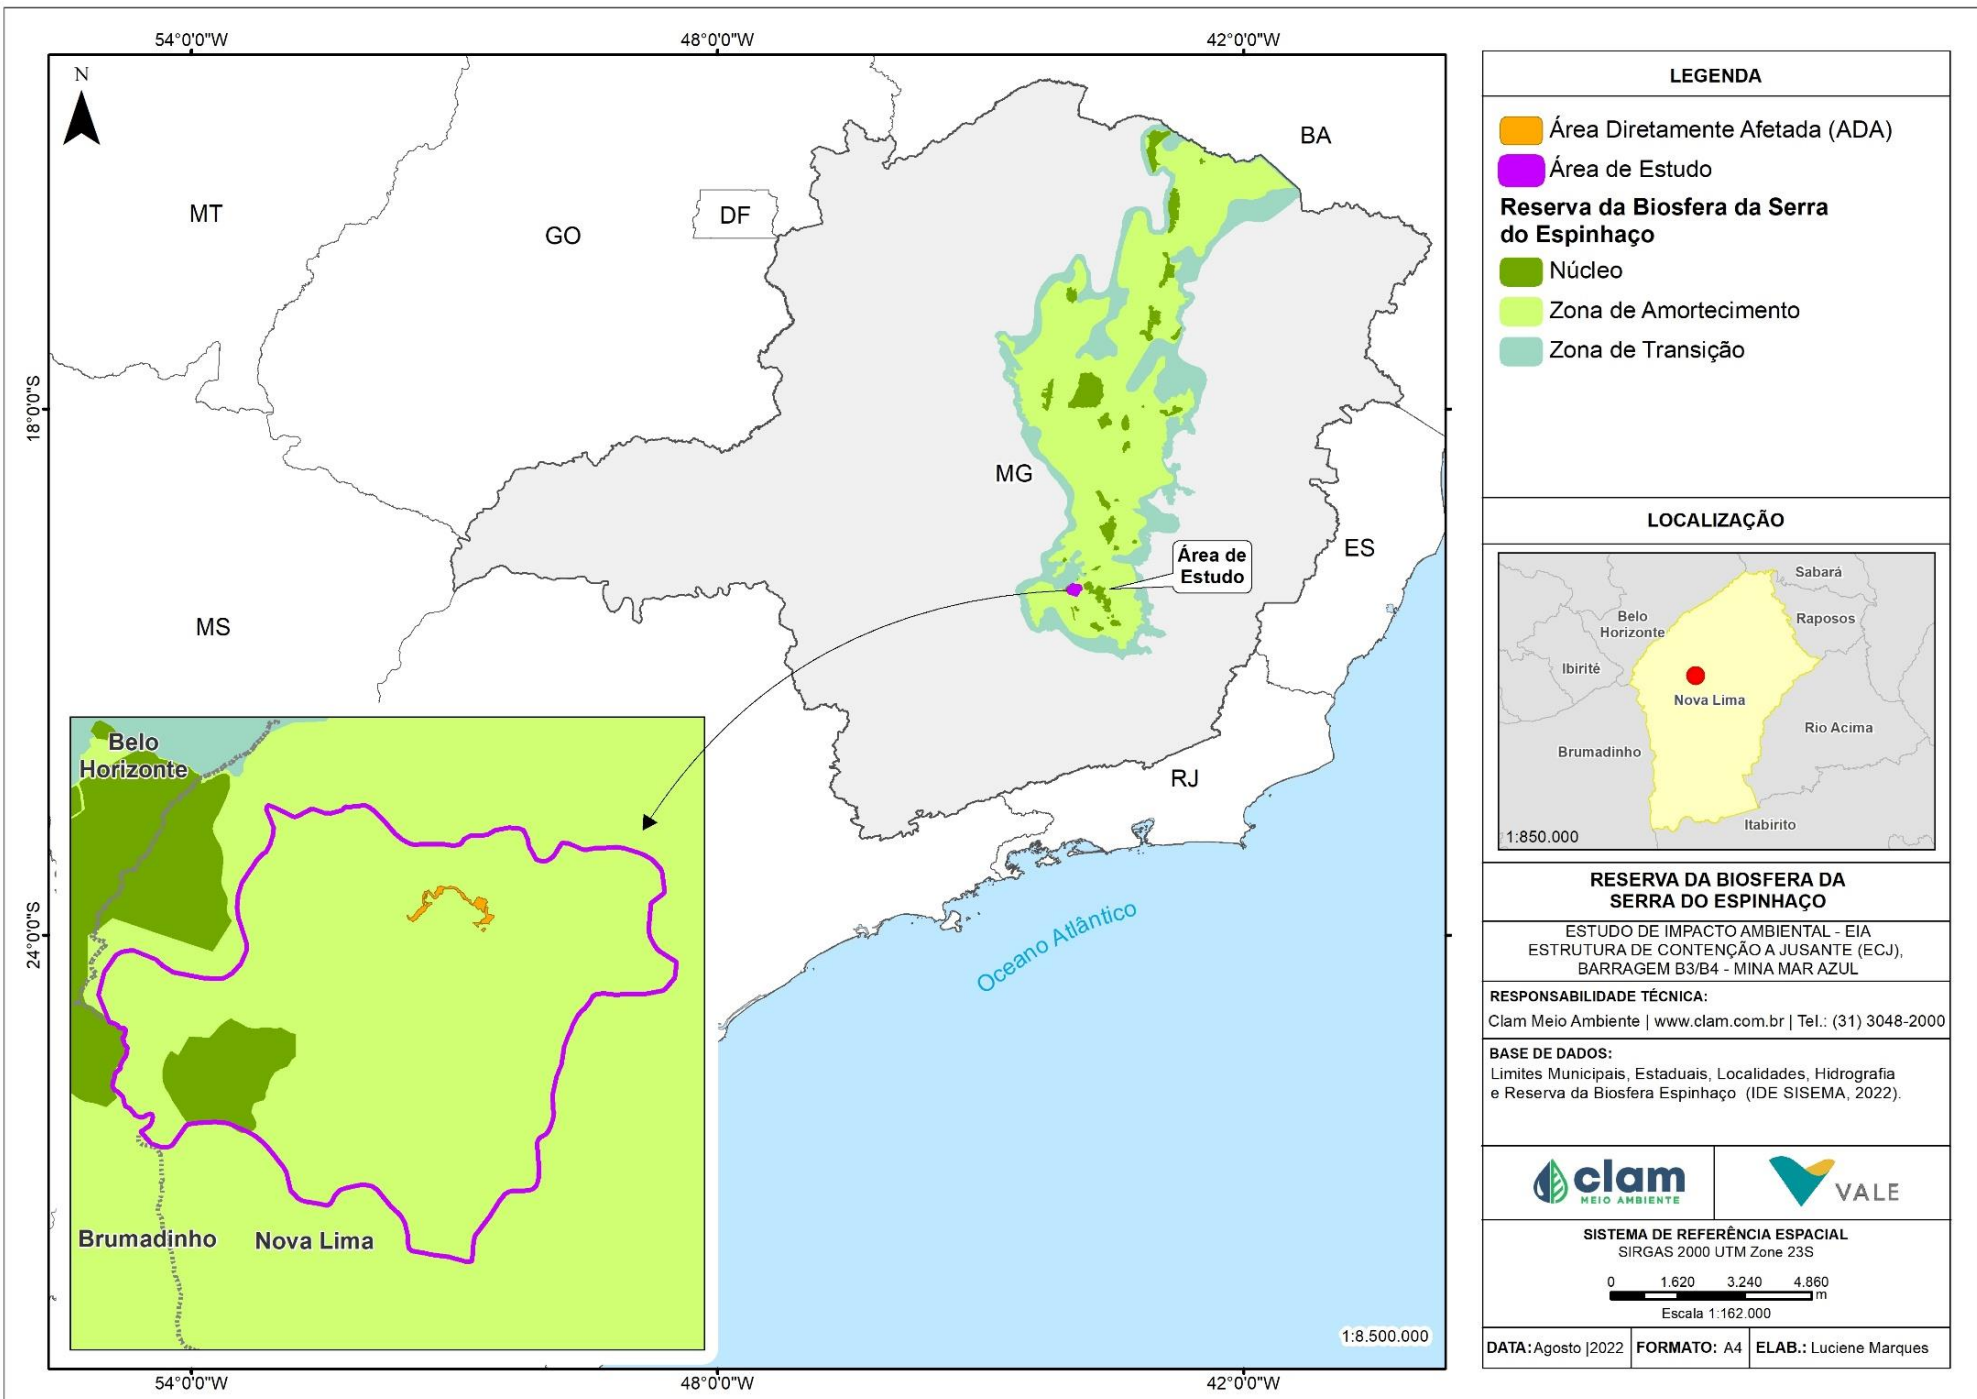 54°0'0"W
48°0'0"W
42°0'0"W
N
MT
GO
DF
BA
18°0'0"S
MG
ES
MS
Área de
Estudo
RJ
24°0'0"S
Oceano Atlântico
Belo
Horizonte
Brumadinho
Nova Lima
1:8.500.000
54°0'0"W
48°0'0"W
42°0'0"W
LEGENDA
Área Diretamente Afetada (ADA)
Área de Estudo
Reserva da Biosfera da Serra
do Espinhaço
Núcleo
Zona de Amortecimento
Zona de Transição
LOCALIZAÇÃO
Sabará
Belo
Horizonte
Raposos
Ibirité
Nova Lima
Rio Acima
Brumadinho
Itabirito
1:850.000
RESERVA DA BIOSFERA DA
SERRA DO ESPINHAÇO
ESTUDO DE IMPACTO AMBIENTAL - EIA
ESTRUTURA DE CONTENÇÃO A JUSANTE (ECJ),
BARRAGEM B3/B4 - MINA MAR AZUL
RESPONSABILIDADE TÉCNICA:
Clam Meio Ambiente | www.clam.com.br | Tel.: (31) 3048-2000
BASE DE DADOS:
Limites Municipais, Estaduais, Localidades, Hidrografia
e Reserva da Biosfera Espinhaço (IDE SISEMA, 2022).
clam
MEIO AMBIENTE
VALE
SISTEMA DE REFERÊNCIA ESPACIAL
SIRGAS 2000 UTM Zone 23S
0 1.620 3.240 4.860
m
Escala 1:162.000
DATA: Agosto |2022
FORMATO: A4
ELAB.: Luciene Marques